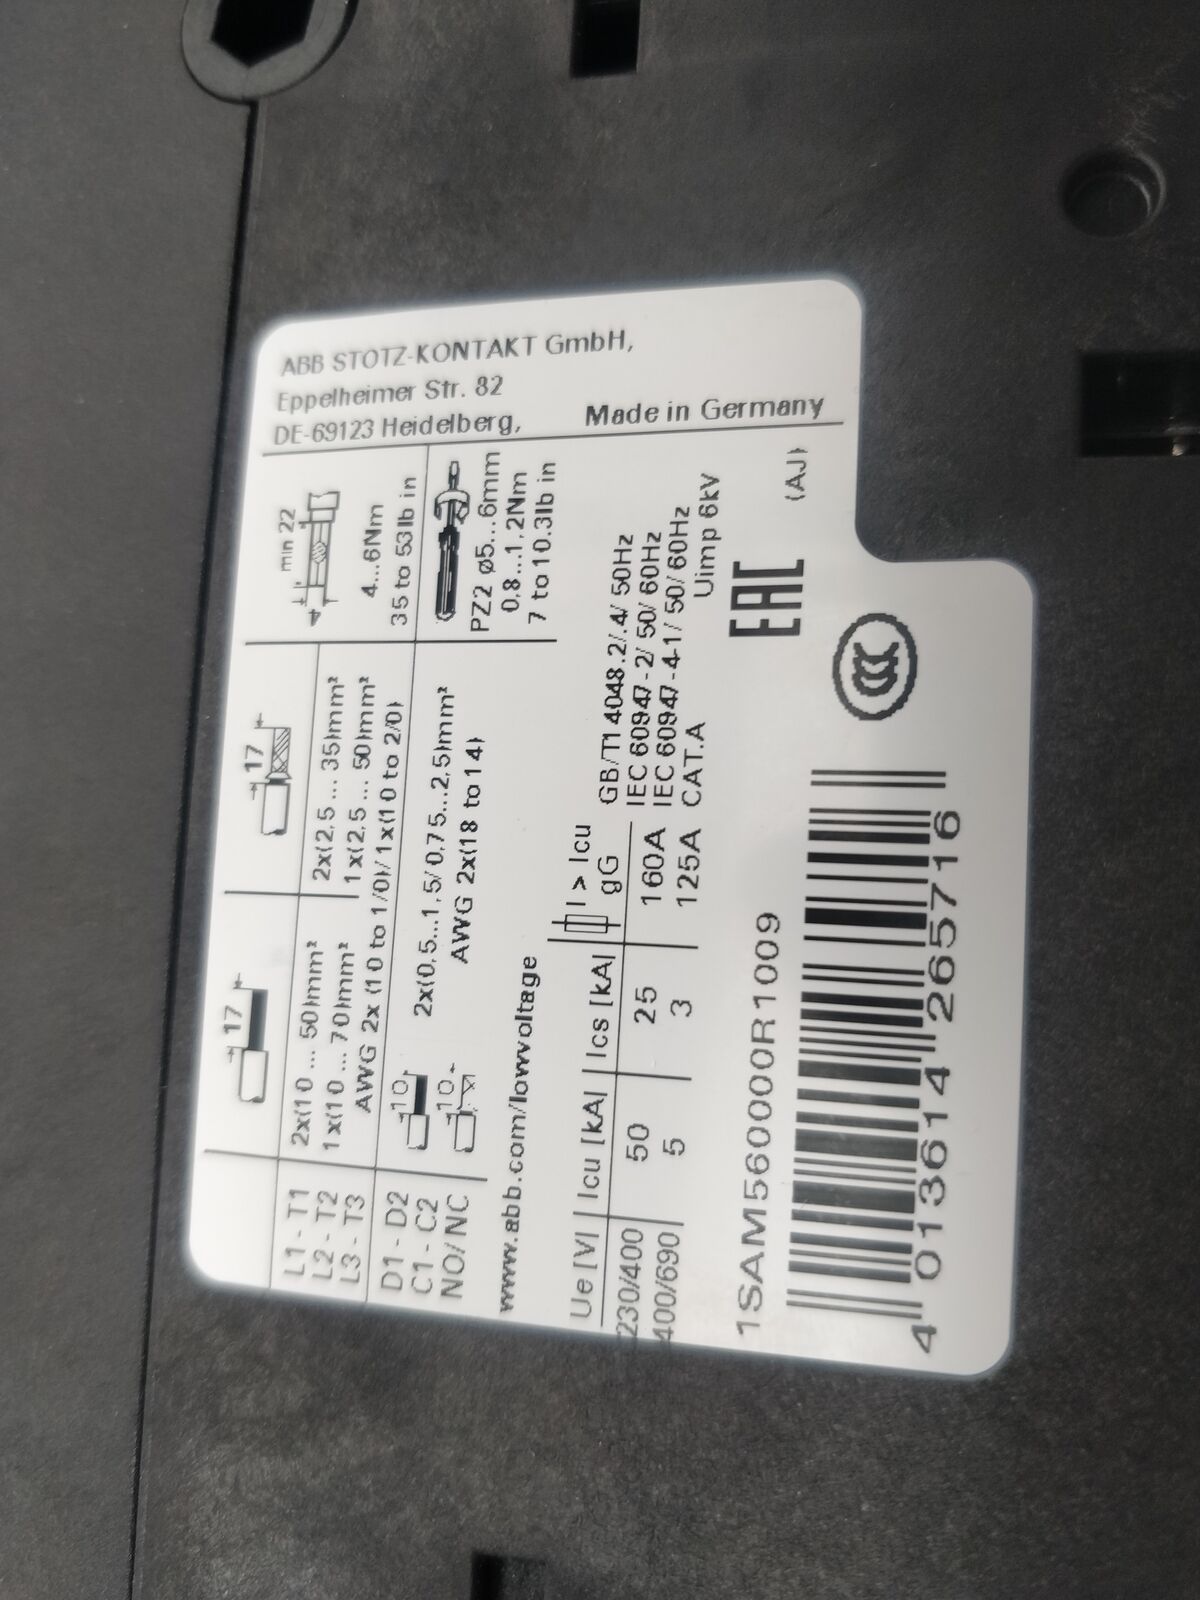 ABB STOTZ-KONTAKT GmbH,
Eppelheimer Str. 82
DE-69123 Heidelberg,
Made in Germany
17
17
min 22
4
L1 - T1
L2 - T2
L3 - T3
2x(10 ... 50)mm²
1x(10 ... 70)mm²
2x(2,5 ... 35)mm²
1x(2,5 ... 50)mm²
AWG 2x (10 to 1/0)/1x(10 to 2/0)
4...6Nm
35 to 53lb in
D1 - D2
C1 - C2
NO/NC
10
10
2x(0,5...1,5/0,75...2,5)mm²
AWG 2x(18 to 14)
PZ2 ø5...6mm
0,8...1,2Nm
7 to 10.3lb in
www.abb.com/lowvoltage
Ue [V] Icu [kA] Ics [kA] I > Icu gG
230/400 50 25 160A
400/690 5 3 125A
GB/T14048.2/.4/ 50Hz
IEC 60947-2/ 50/60Hz
IEC 60947-4-1/ 50/60Hz
CAT.A
Uimp 6kV
EAC
(AJ)
CCC
1SAM560000R1009
4 013614 265716